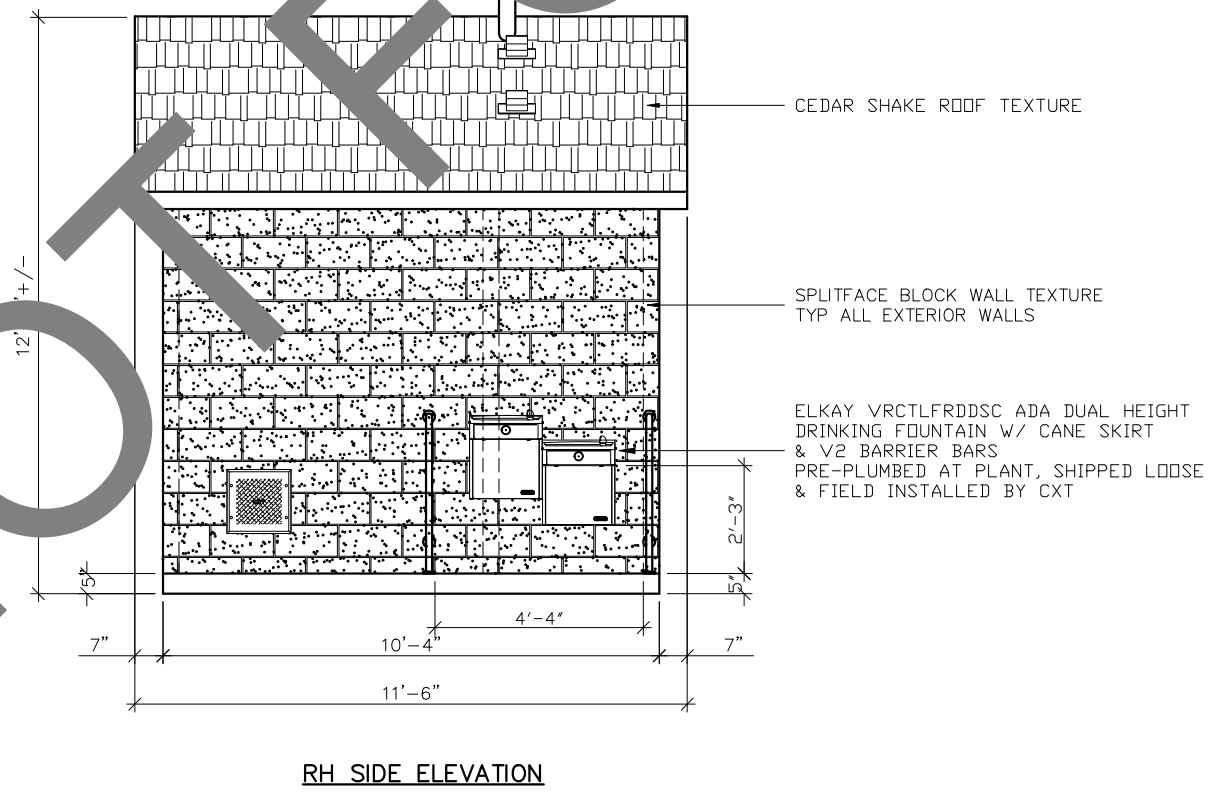 CEDAR SHAKE ROOF TEXTURE
SPLITFACE BLOCK WALL TEXTURE
TYP ALL EXTERIOR WALLS
ELKAY VRCTLFRDDSC ADA DUAL HEIGHT
DRINKING FOUNTAIN W/ CANE SKIRT
& V2 BARRIER BARS
PRE-PLUMBED AT PLANT, SHIPPED LOOSE
& FIELD INSTALLED BY CXT
12' +/-
2'-3"
5"
5"
4'-4"
7"
10'-4"
7"
11'-6"
RH SIDE ELEVATION